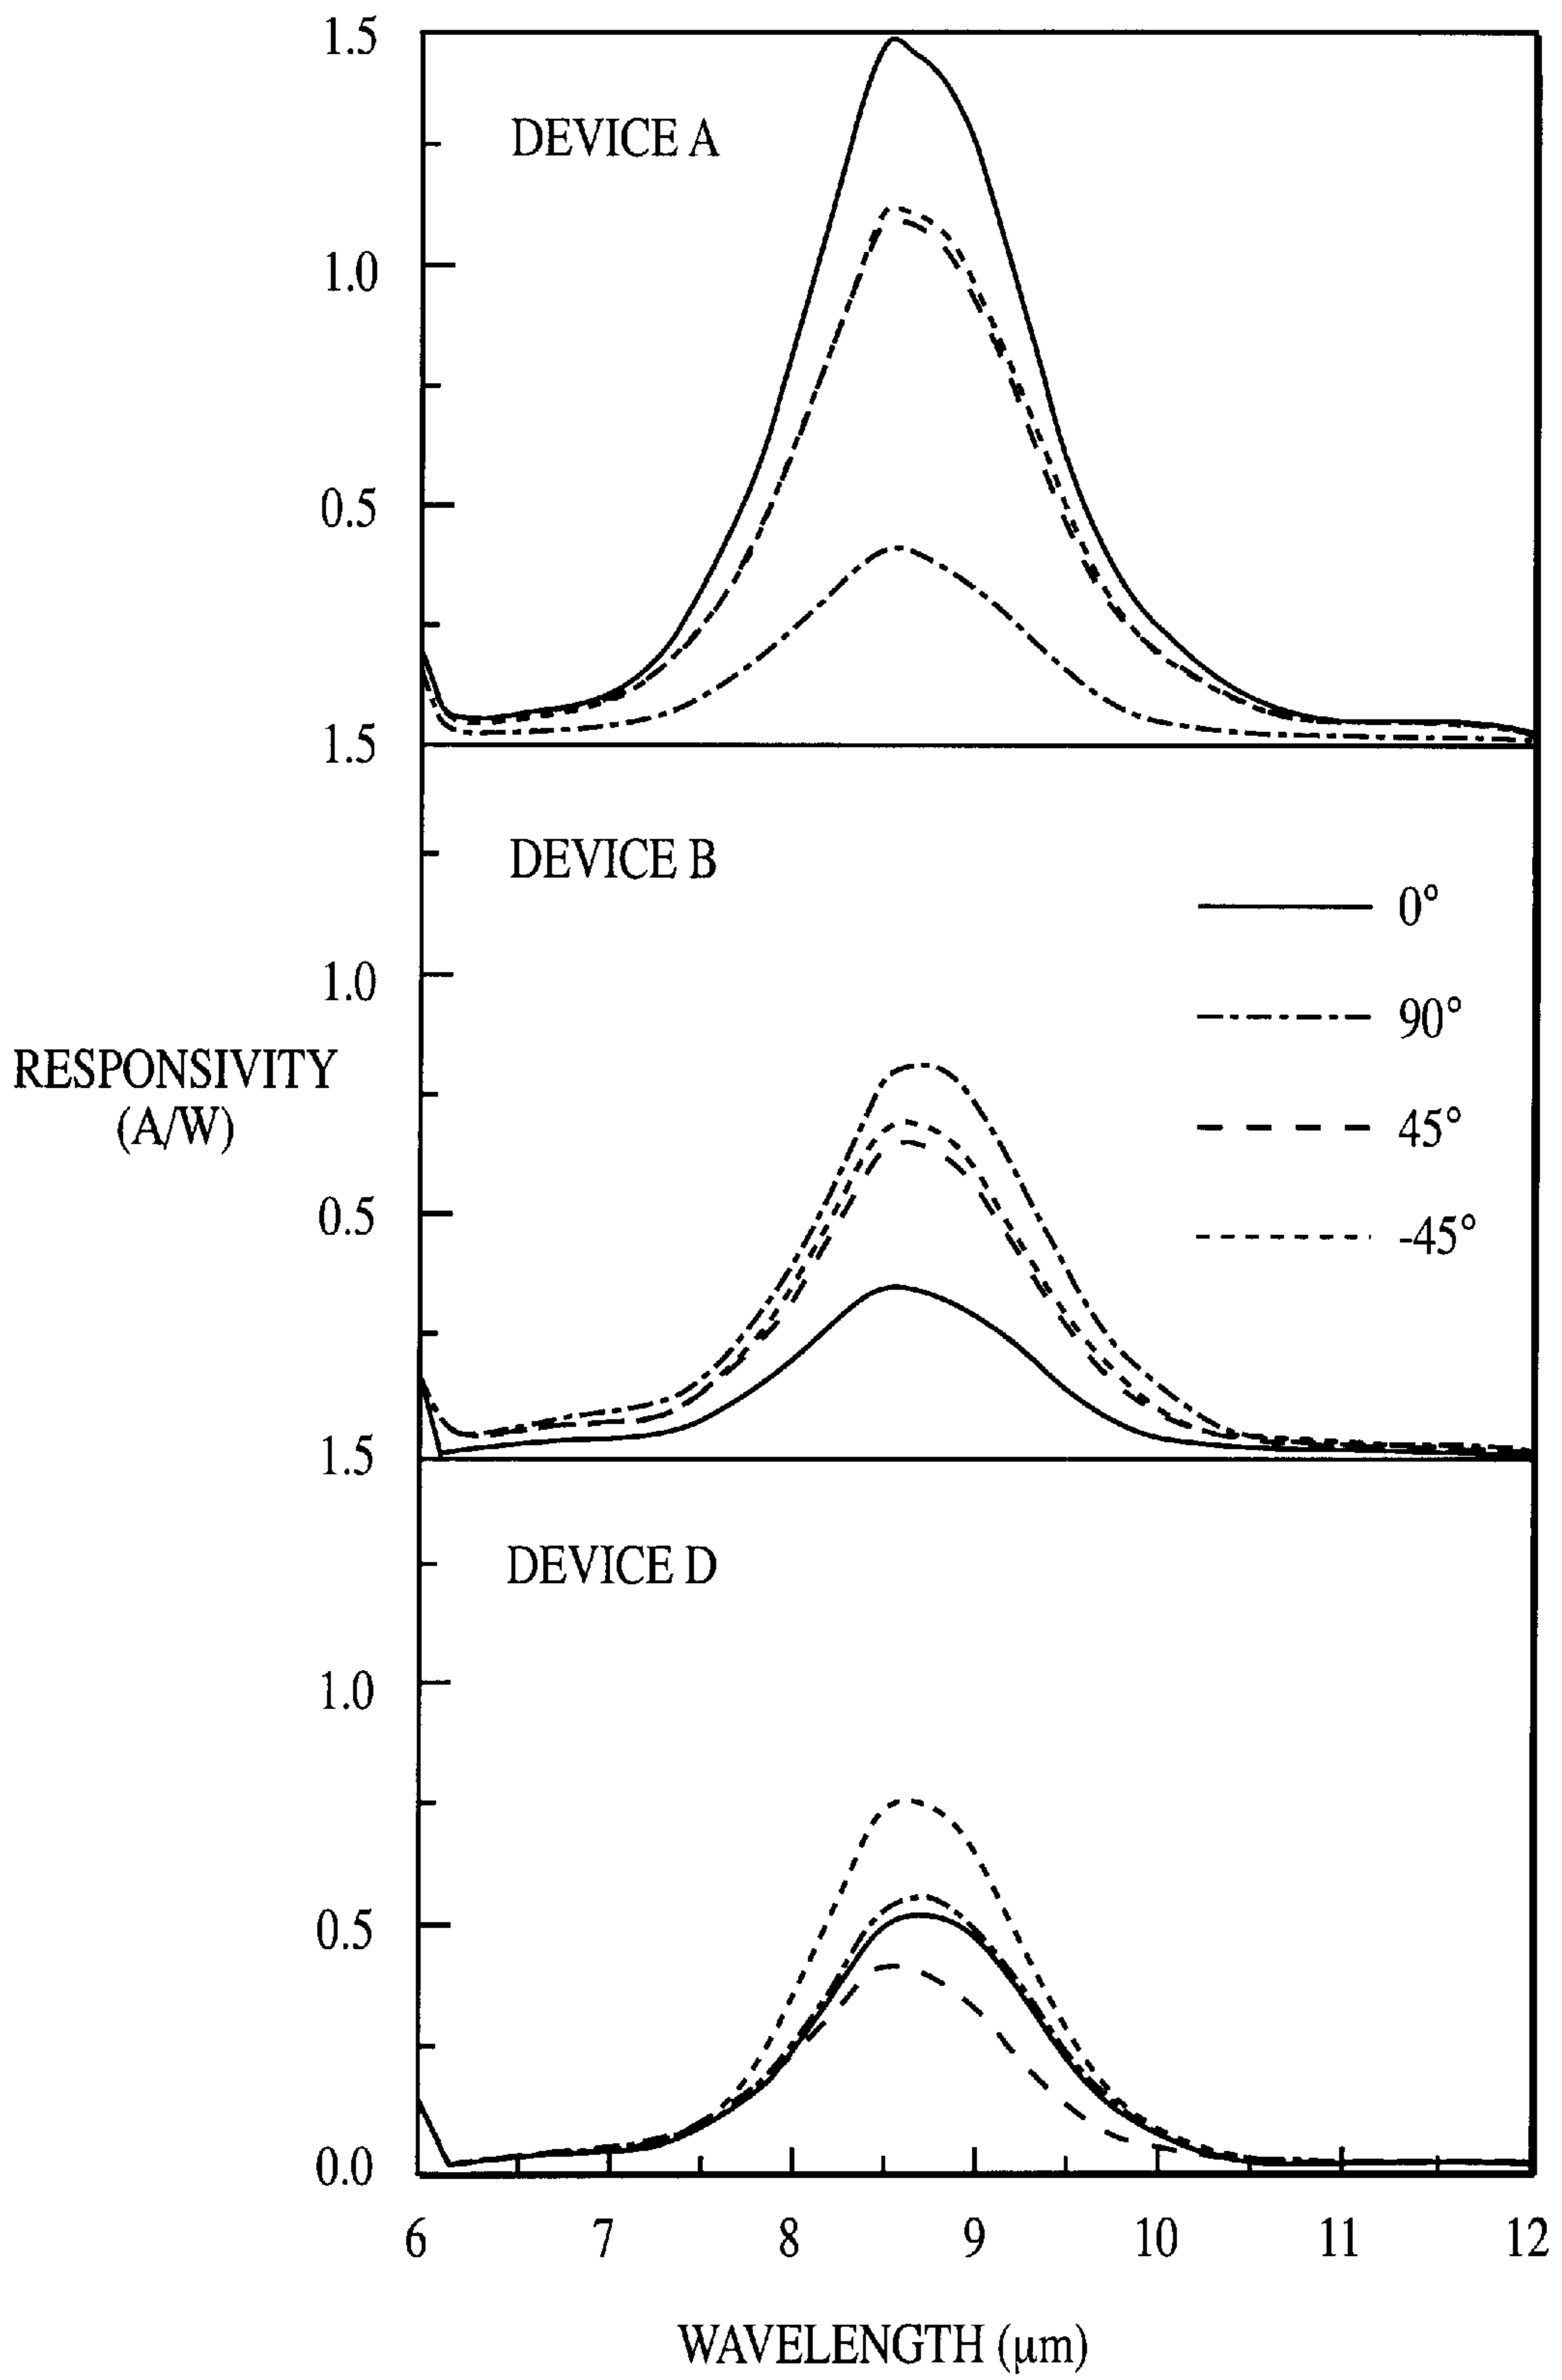 1.5
DEVICE A
1.0
0.5
1.5
DEVICE B
0°
1.0
90°
RESPONSIVITY
(A/W)
45°
0.5
-45°
1.5
DEVICE D
1.0
0.5
0.0
6 7 8 9 10 11 12
WAVELENGTH (μm)